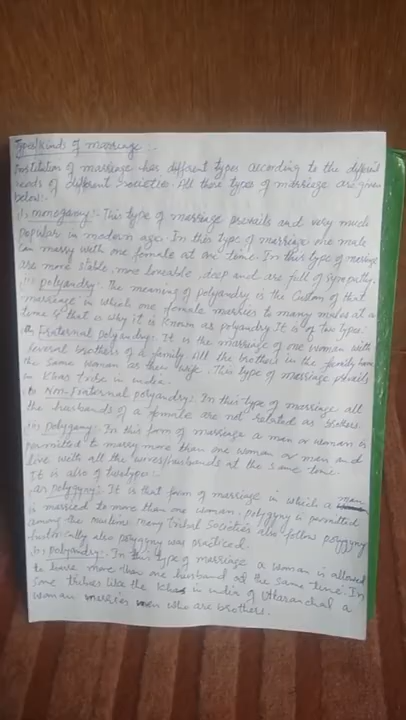 Types/Kinds of marriage :-
Institution of marriage has different types according to the different
needs of different Societies. All these types of marriage are given
below:-
(i) monogamy :- This type of marriage prevails and very much
popular in modern age. In this type of marriage one male
Can marry with one female at one time. In this type of marriage
are more stable, more loveable, deep and are full of sympathy.
(ii) polyandry: The meaning of polyandry is the Custom of that
marriage in which one female marries to many males at a
time so that is why it is known as polyandry It is of two types:
(a) Fraternal polyandry: It is the marriage of one woman with
several brothers of a family. All the brothers in the family have
the same woman as their wife. This type of marriage prevails
in Khas tribe in india.
(b) Non-Fraternal polyandry: In this type of marriage all
the husbands of a female are not related as brothers.
(iii) polygamy: In this form of marriage a man or woman is
permitted to marry more than one woman or man and
live with all the wives/husbands at the same time.
It is also of two types:-
(a) polygyny: It is that form of marriage in which a man
is married to more than one woman. polygyny is permitted
among the muslims many Tribal Societies also follow polygyny
historically also polygyny was practiced.
(b) polyandry: In this type of marriage a woman is allowed
to have more than one husband at the same time. In
some tribes like the Khas in india of Uttaranchal a
woman marries men who are brothers.